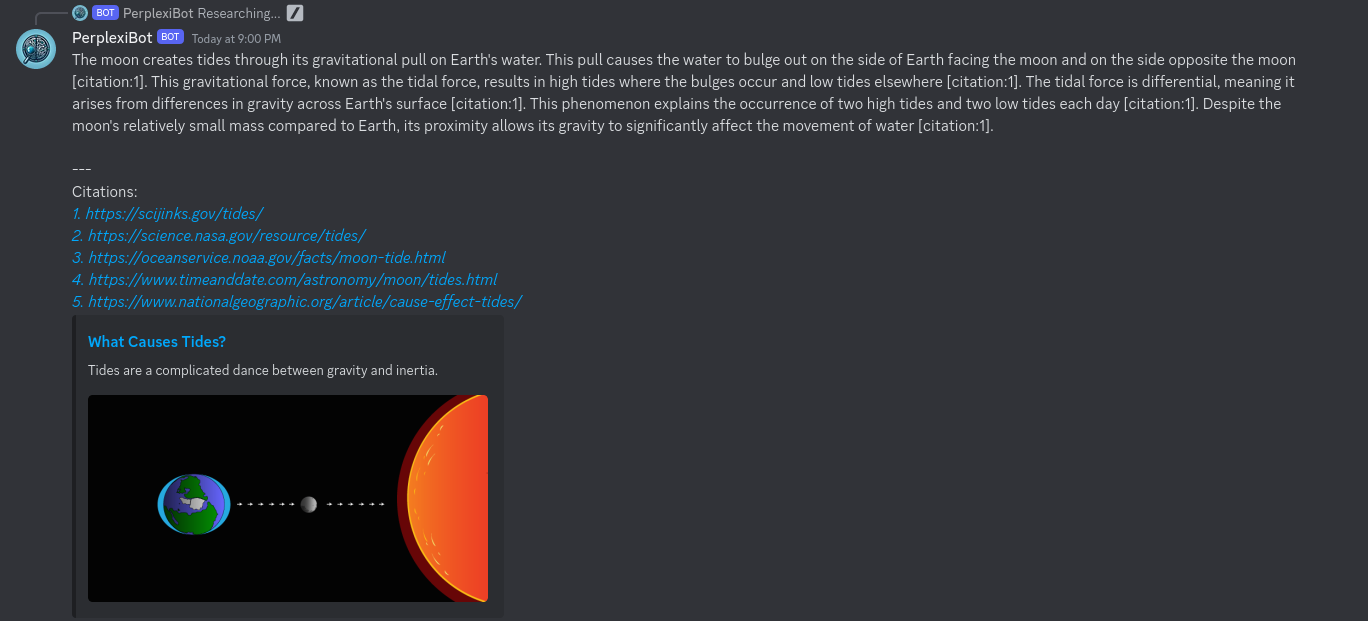 BOT PerplexiBot Researching...
PerplexiBot BOT Today at 9:00 PM
The moon creates tides through its gravitational pull on Earth's water. This pull causes the water to bulge out on the side of Earth facing the moon and on the side opposite the moon
[citation:1]. This gravitational force, known as the tidal force, results in high tides where the bulges occur and low tides elsewhere [citation:1]. The tidal force is differential, meaning it
arises from differences in gravity across Earth's surface [citation:1]. This phenomenon explains the occurrence of two high tides and two low tides each day [citation:1]. Despite the
moon's relatively small mass compared to Earth, its proximity allows its gravity to significantly affect the movement of water [citation:1].
---
Citations:
1. https://scijinks.gov/tides/
2. https://science.nasa.gov/resource/tides/
3. https://oceanservice.noaa.gov/facts/moon-tide.html
4. https://www.timeanddate.com/astronomy/moon/tides.html
5. https://www.nationalgeographic.org/article/cause-effect-tides/
What Causes Tides?
Tides are a complicated dance between gravity and inertia.